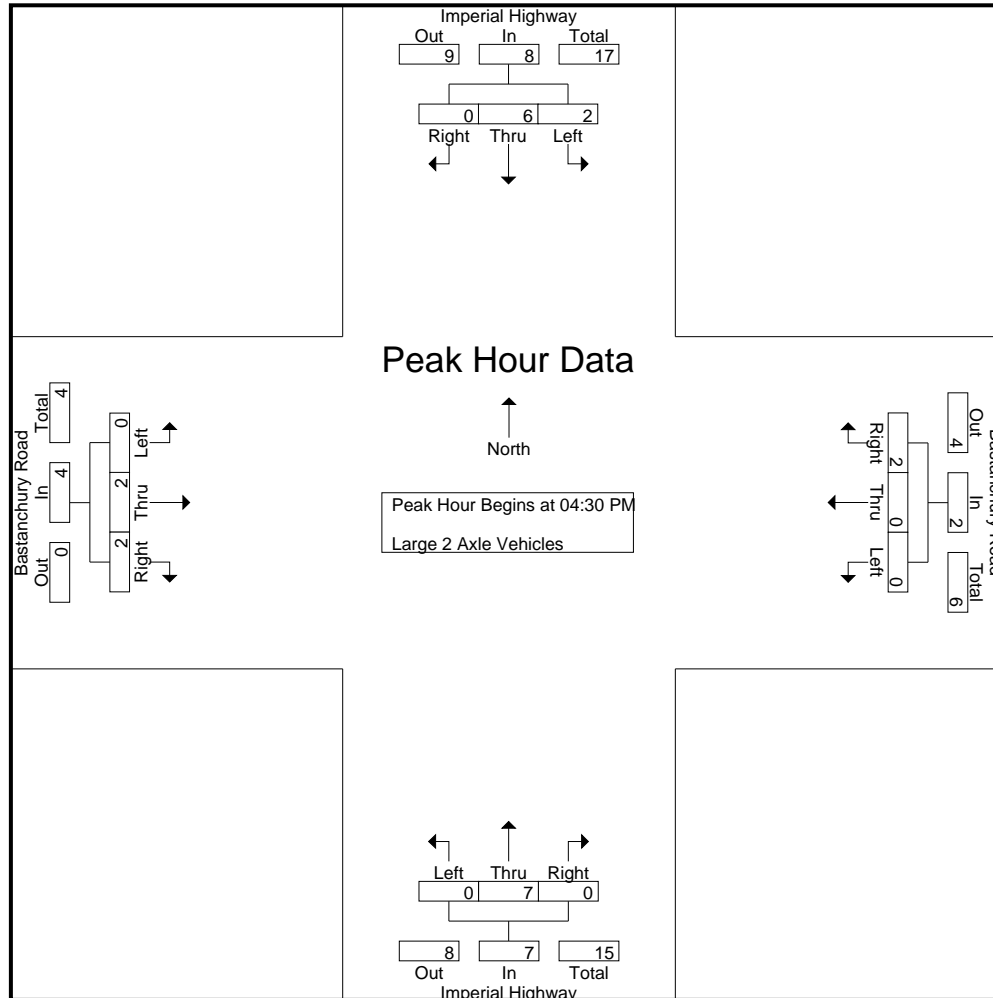 Imperial Highway
Out In Total
9 8 17
0 6 2
Right Thru Left
Peak Hour Data
North
Peak Hour Begins at 04:30 PM
Large 2 Axle Vehicles
Bastanchury Road
Total In Out
4 4 0
0 2 2
Left Thru Right
Right Thru Left
2 0 0
4 2 6
Out In Total
Bastanchury Road
Left Thru Right
0 7 0
8 7 15
Out In Total
Imperial Highway